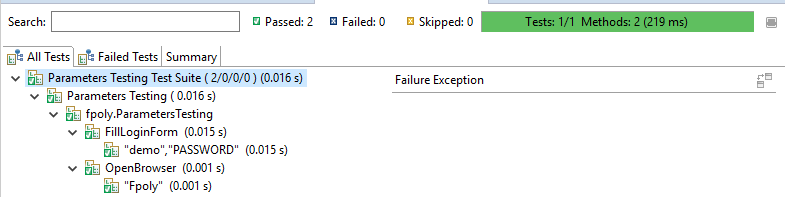 Search: Passed: 2 Failed: 0 Skipped: 0 Tests: 1/1 Methods: 2 (219 ms)
All Tests Failed Tests Summary
Parameters Testing Test Suite ( 2/0/0/0 ) (0.016 s) Failure Exception
Parameters Testing ( 0.016 s)
fpoly.ParametersTesting
FillLoginForm (0.015 s)
"demo","PASSWORD" (0.015 s)
OpenBrowser (0.001 s)
"Fpoly" (0.001 s)